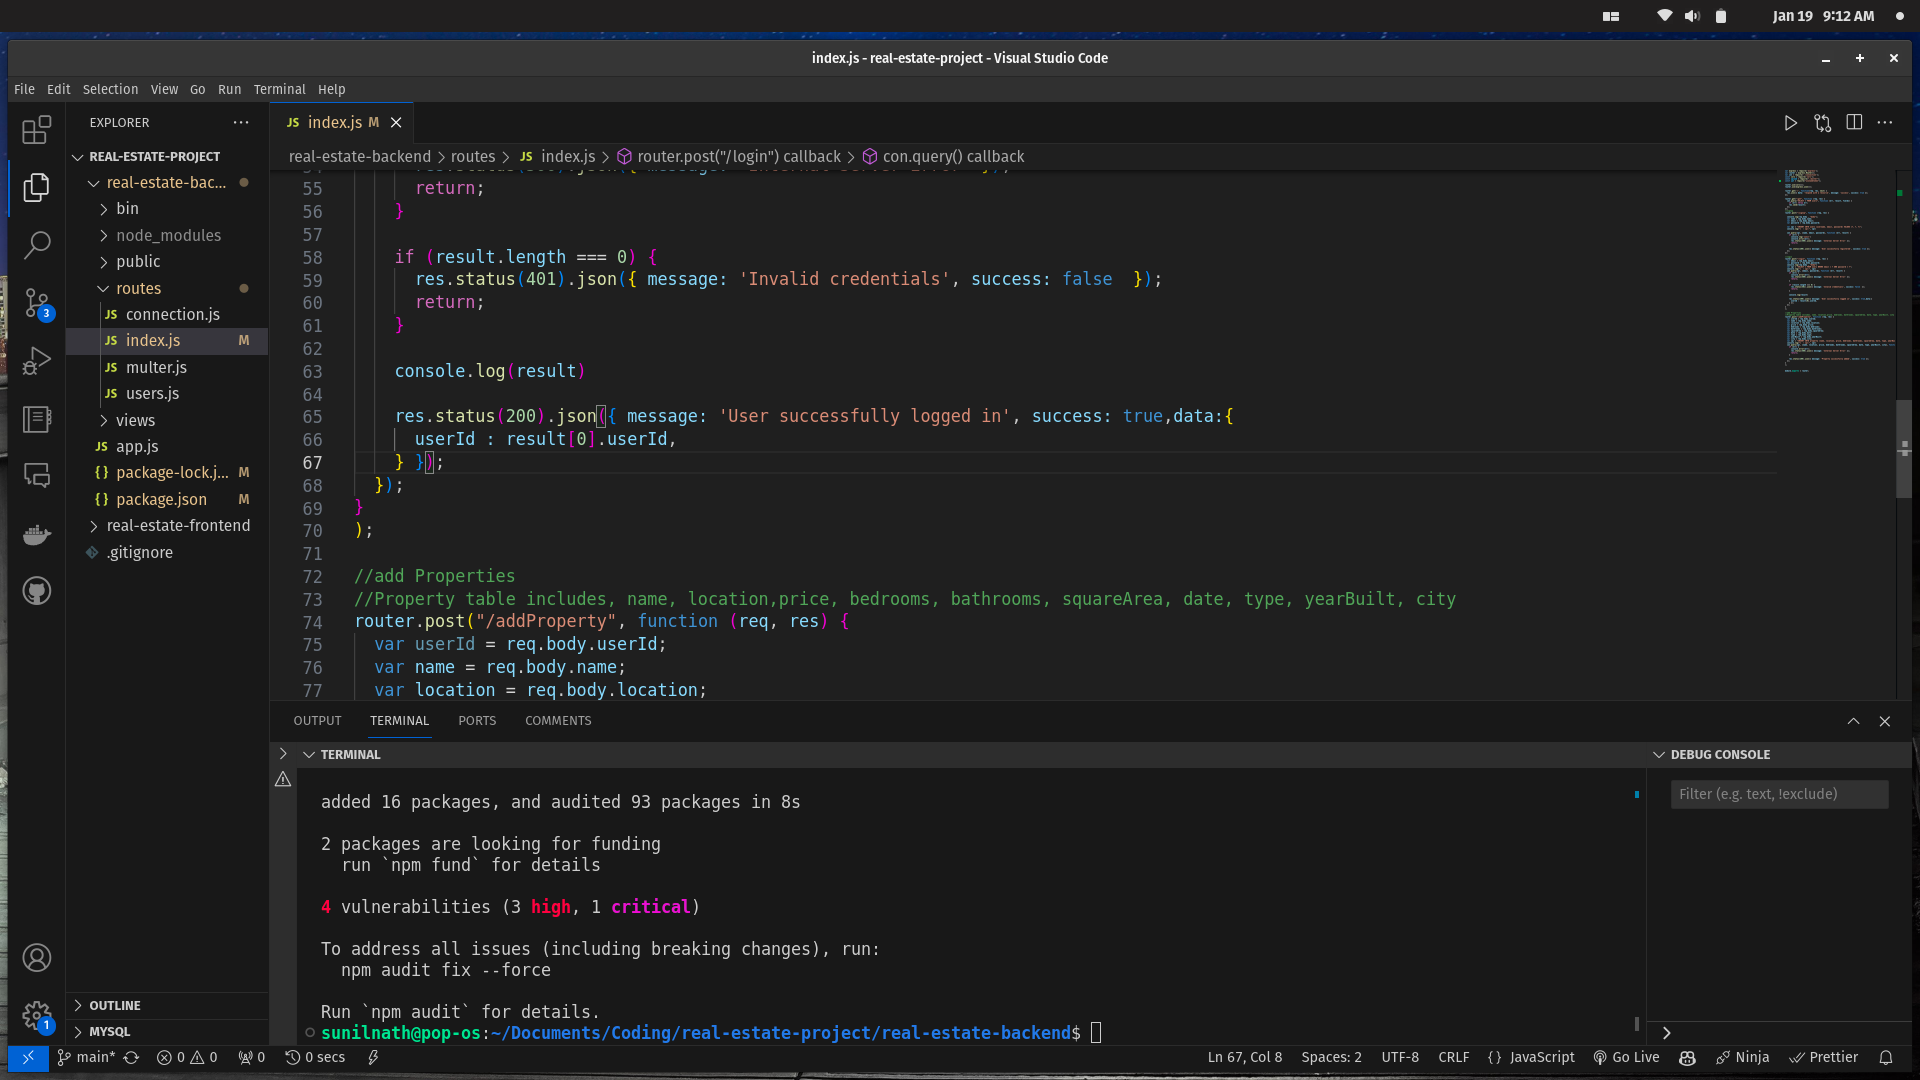 Jan 19 9:12 AM
index.js - real-estate-project - Visual Studio Code
File Edit Selection View Go Run Terminal Help
EXPLORER
JS index.js M
REAL-ESTATE-PROJECT
real-estate-bac...
bin
node_modules
public
routes
JS connection.js
JS index.js M
JS multer.js
JS users.js
views
JS app.js
{} package-lock.j... M
{} package.json M
real-estate-frontend
.gitignore
OUTLINE
MYSQL
3
1
real-estate-backend > routes > JS index.js > router.post("/login") callback > con.query() callback
55 return;
56 }
57
58 if (result.length === 0) {
59 res.status(401).json({ message: 'Invalid credentials', success: false  });
60 return;
61 }
62
63 console.log(result)
64
65 res.status(200).json({ message: 'User successfully logged in', success: true,data:{
66 userId : result[0].userId,
67 } });
68 });
69 }
70 );
71
72 //add Properties
73 //Property table includes, name, location,price, bedrooms, bathrooms, squareArea, date, type, yearBuilt, city
74 router.post("/addProperty", function (req, res) {
75 var userId = req.body.userId;
76 var name = req.body.name;
77 var location = req.body.location;
OUTPUT TERMINAL PORTS COMMENTS
TERMINAL
added 16 packages, and audited 93 packages in 8s
2 packages are looking for funding
run `npm fund` for details
4 vulnerabilities (3 high, 1 critical)
To address all issues (including breaking changes), run:
npm audit fix --force
Run `npm audit` for details.
sunilnath@pop-os:~/Documents/Coding/real-estate-project/real-estate-backend$
DEBUG CONSOLE
Filter (e.g. text, !exclude)
main* 0 0 0 0 secs
Ln 67, Col 8 Spaces: 2 UTF-8 CRLF {} JavaScript Go Live Ninja Prettier